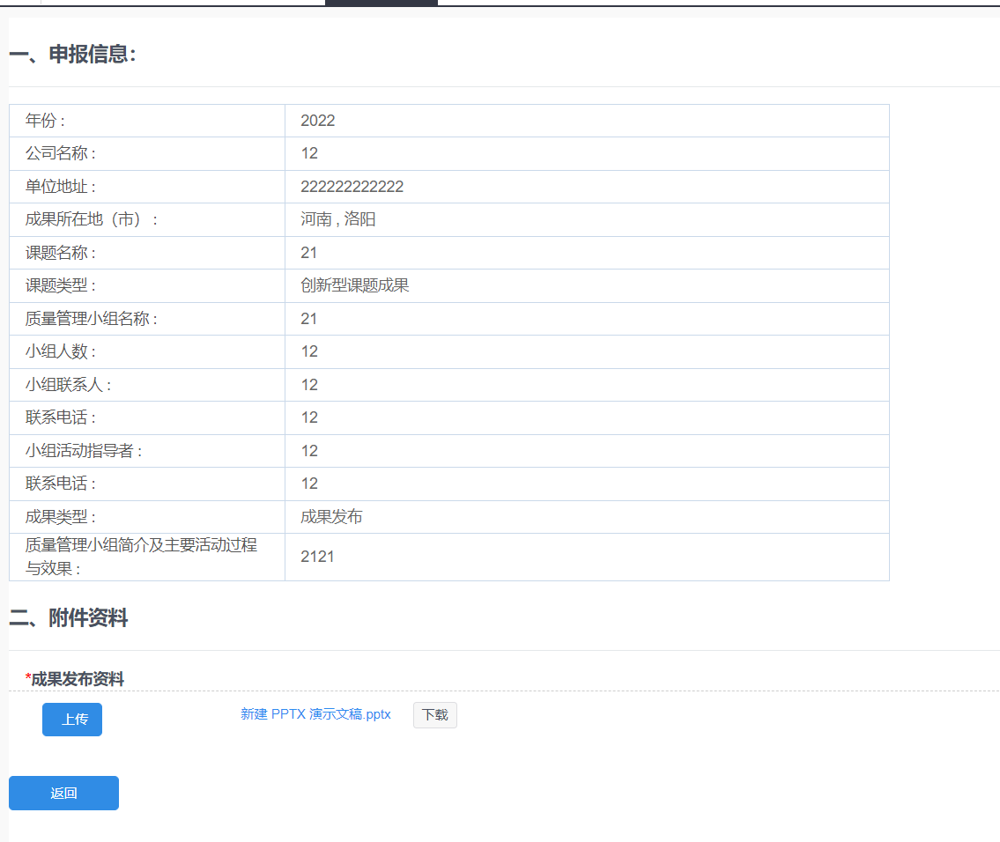 一、申报信息：
年份：
2022
公司名称：
12
单位地址：
222222222222
成果所在地（市）：
河南 , 洛阳
课题名称：
21
课题类型：
创新型课题成果
质量管理小组名称：
21
小组人数：
12
小组联系人：
12
联系电话：
12
小组活动指导者：
12
联系电话：
12
成果类型：
成果发布
质量管理小组简介及主要活动过程
与效果：
2121
二、附件资料
*成果发布资料
上传
新建 PPTX 演示文稿.pptx
下载
返回